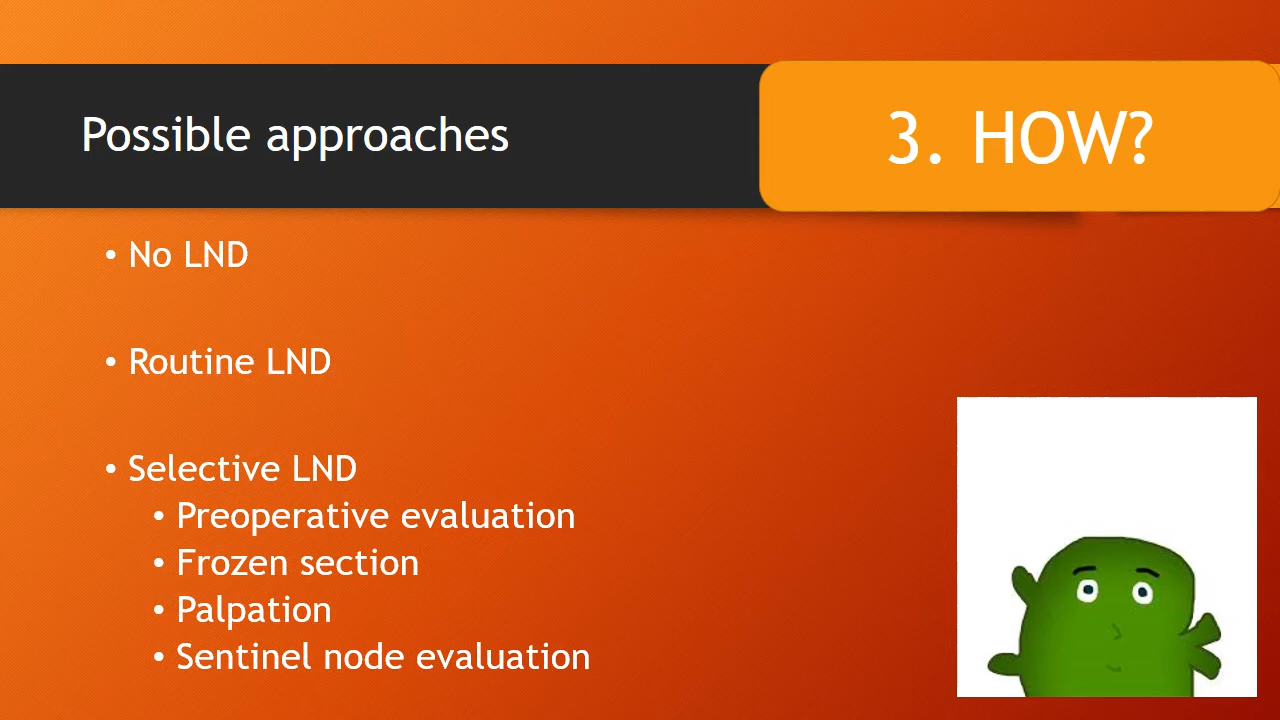 Possible approaches
3. HOW?
• No LND
• Routine LND
• Selective LND
• Preoperative evaluation
• Frozen section
• Palpation
• Sentinel node evaluation